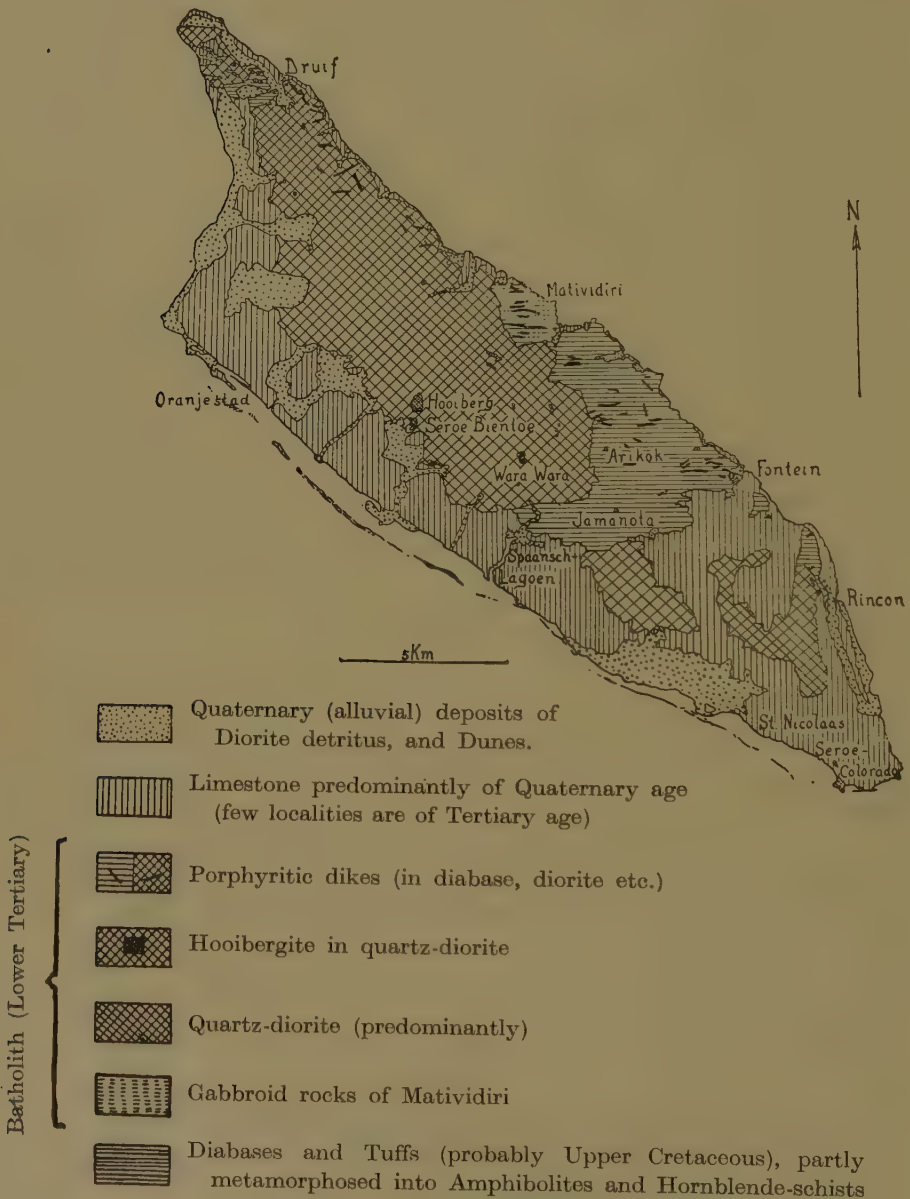 Druif
N
Matividiri
Oranjestad
Hooiberg
Seroe Bientoe
Arikok
Fontein
Wara Wara
Jamanota
Spaansch-
Lagoen
Rincon
5Km
St Nicolaas
Seroe-
Colorado
Quaternary (alluvial) deposits of
Diorite detritus, and Dunes.
Limestone predominantly of Quaternary age
(few localities are of Tertiary age)
Batholith (Lower Tertiary)
Porphyritic dikes (in diabase, diorite etc.)
Hooibergite in quartz-diorite
Quartz-diorite (predominantly)
Gabbroid rocks of Matividiri
Diabases and Tuffs (probably Upper Cretaceous), partly
metamorphosed into Amphibolites and Hornblende-schists